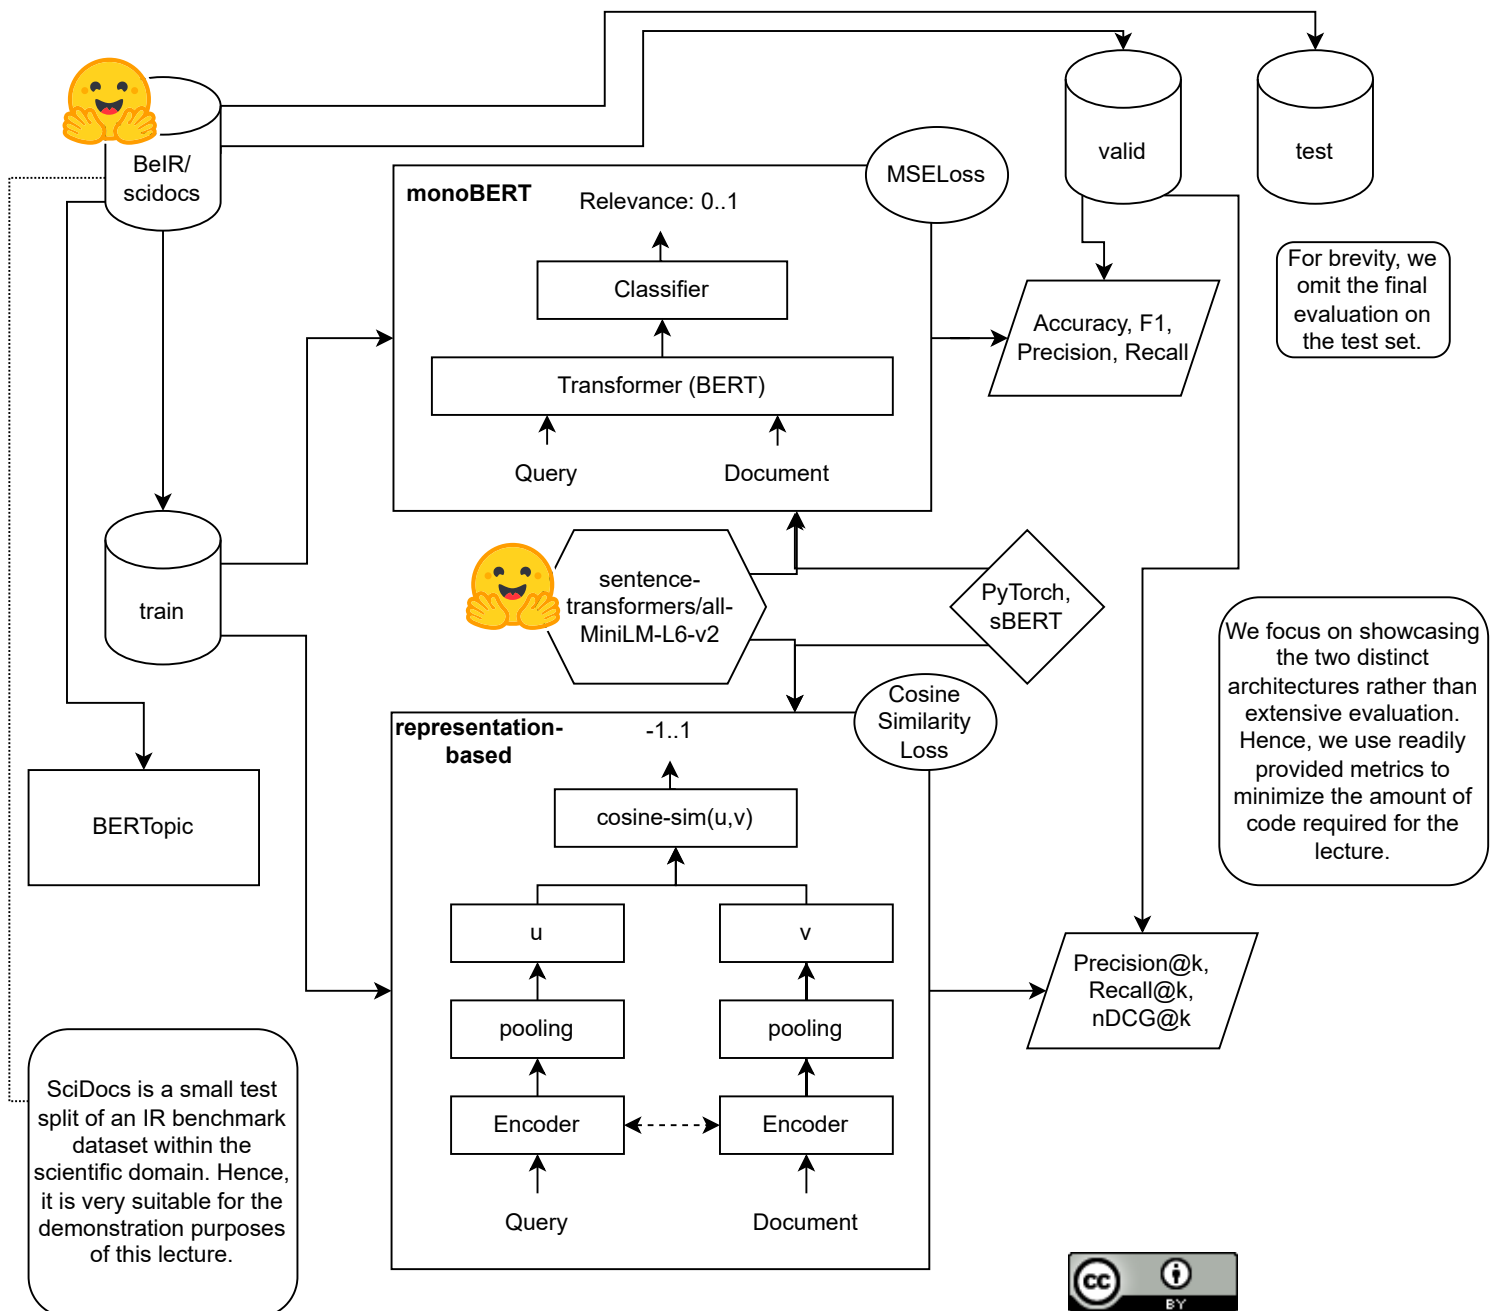 BeIR/
scidocs
valid
test
monoBERT
MSELoss
Relevance: 0..1
Classifier
Transformer (BERT)
Query
Document
Accuracy, F1,
Precision, Recall
For brevity, we
omit the final
evaluation on
the test set.
train
sentence-
transformers/all-
MiniLM-L6-v2
PyTorch,
sBERT
We focus on showcasing
the two distinct
architectures rather than
extensive evaluation.
Hence, we use readily
provided metrics to
minimize the amount of
code required for the
lecture.
BERTopic
representation-
based
-1..1
Cosine
Similarity
Loss
cosine-sim(u,v)
u
v
pooling
pooling
Encoder
Encoder
Query
Document
Precision@k,
Recall@k,
nDCG@k
SciDocs is a small test
split of an IR benchmark
dataset within the
scientific domain. Hence,
it is very suitable for the
demonstration purposes
of this lecture.
cc
BY